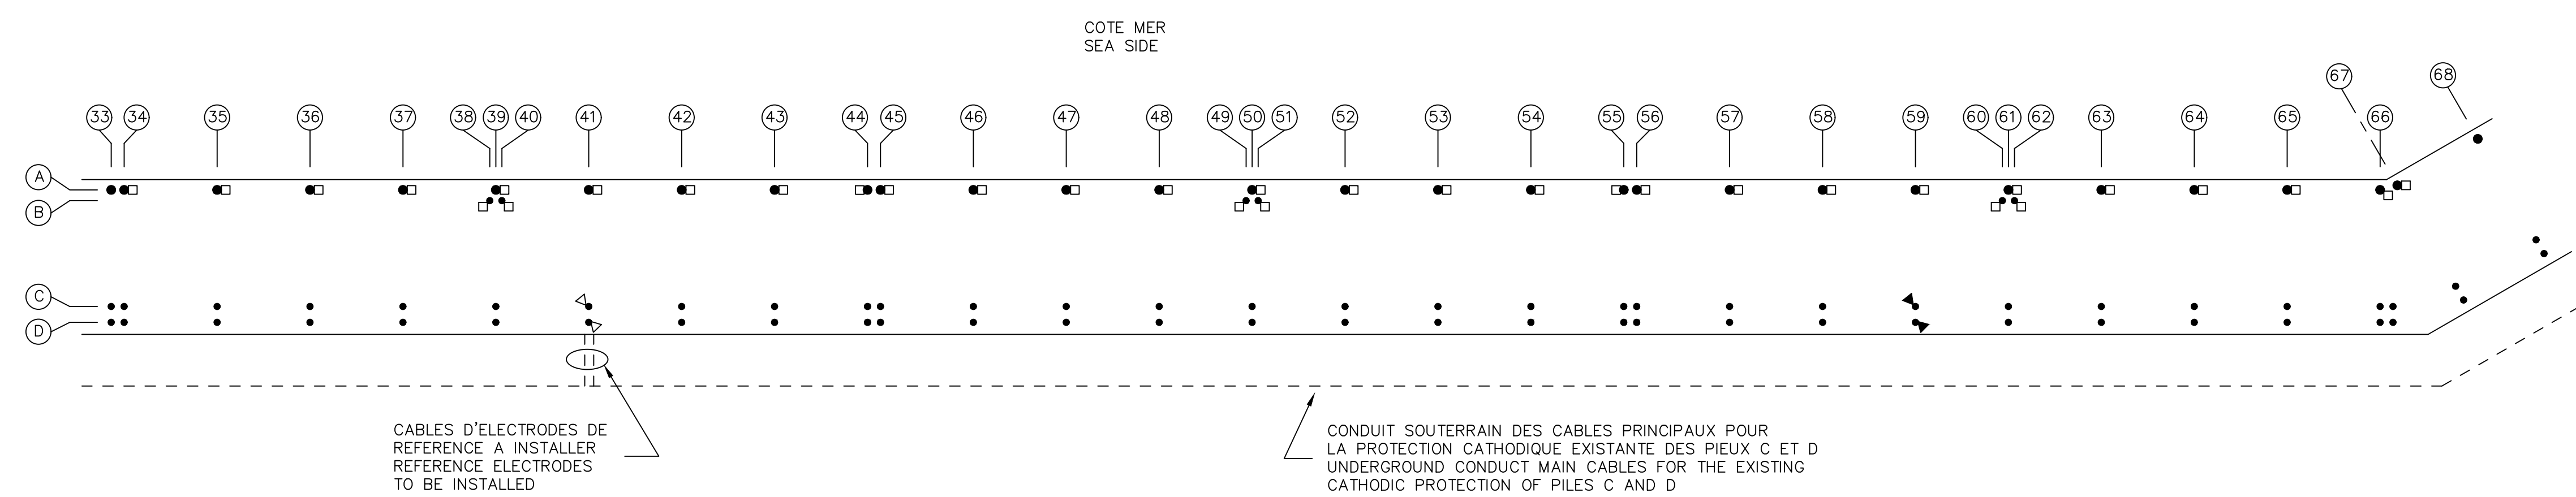 COTE MER
SEA SIDE
67 68
33 34 35 36 37 38 39 40 41 42 43 44 45 46 47 48 49 50 51 52 53 54 55 56 57 58 59 60 61 62 63 64 65 66
A
B
C
D
CABLES D'ELECTRODES DE
REFERENCE A INSTALLER
REFERENCE ELECTRODES
TO BE INSTALLED
CONDUIT SOUTERRAIN DES CABLES PRINCIPAUX POUR
LA PROTECTION CATHODIQUE EXISTANTE DES PIEUX C ET D
UNDERGROUND CONDUCT MAIN CABLES FOR THE EXISTING
CATHODIC PROTECTION OF PILES C AND D